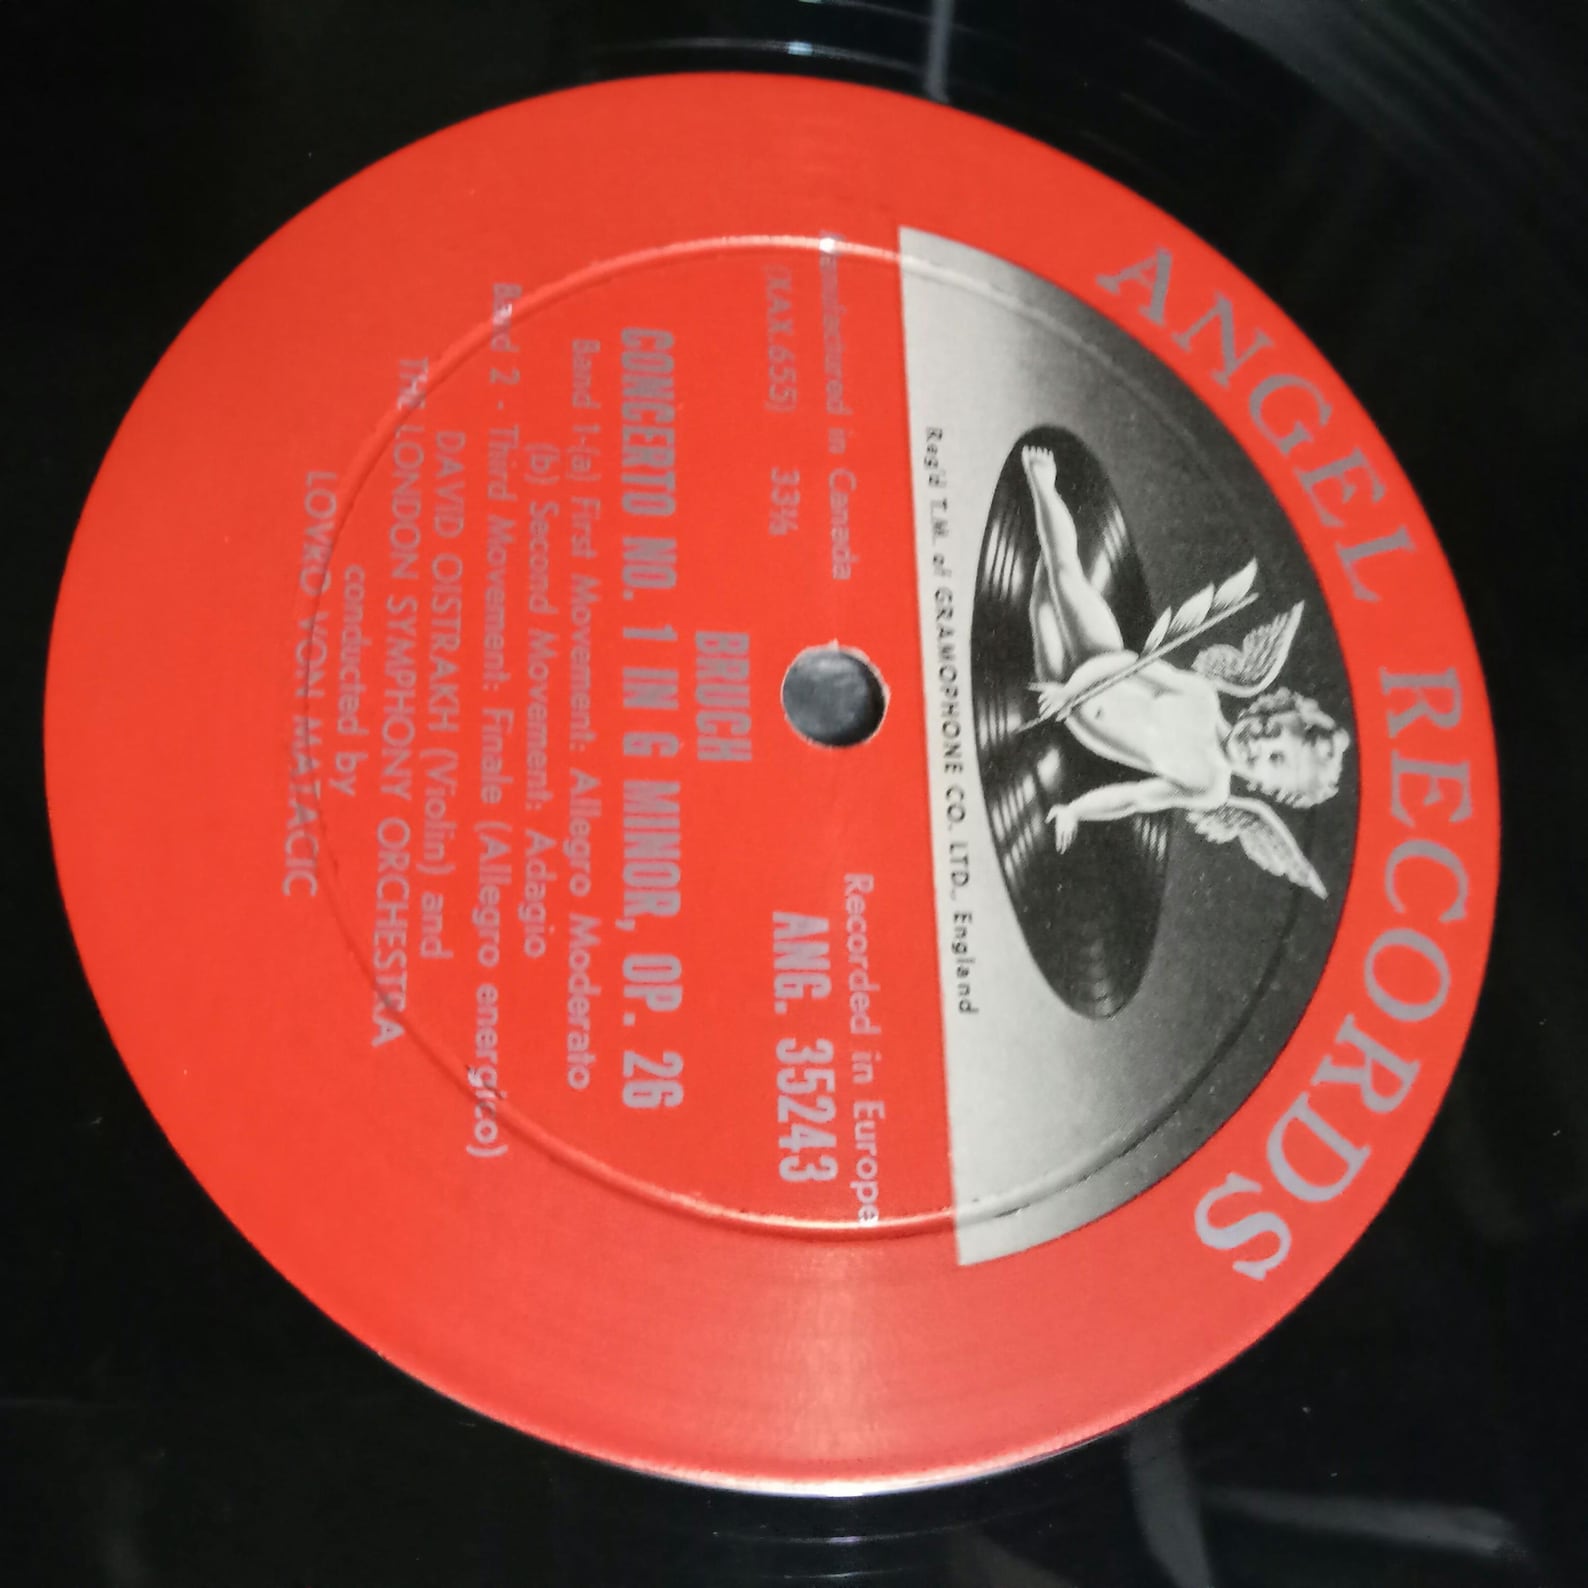 ANGEL RECORDS
Reg'd T.M. of GRAMOPHONE CO. LTD., England
Manufactured in Canada
Recorded in Europe
(XAX.655) 33⅓
ANG. 35243
BRUCH
CONCERTO NO. 1 IN G MINOR, OP. 26
Band 1-(a) First Movement: Allegro Moderato
(b) Second Movement: Adagio
Band 2 - Third Movement: Finale (Allegro energico)
DAVID OISTRAKH (Violin) and
THE LONDON SYMPHONY ORCHESTRA
conducted by
LOVRO VON MATACIC